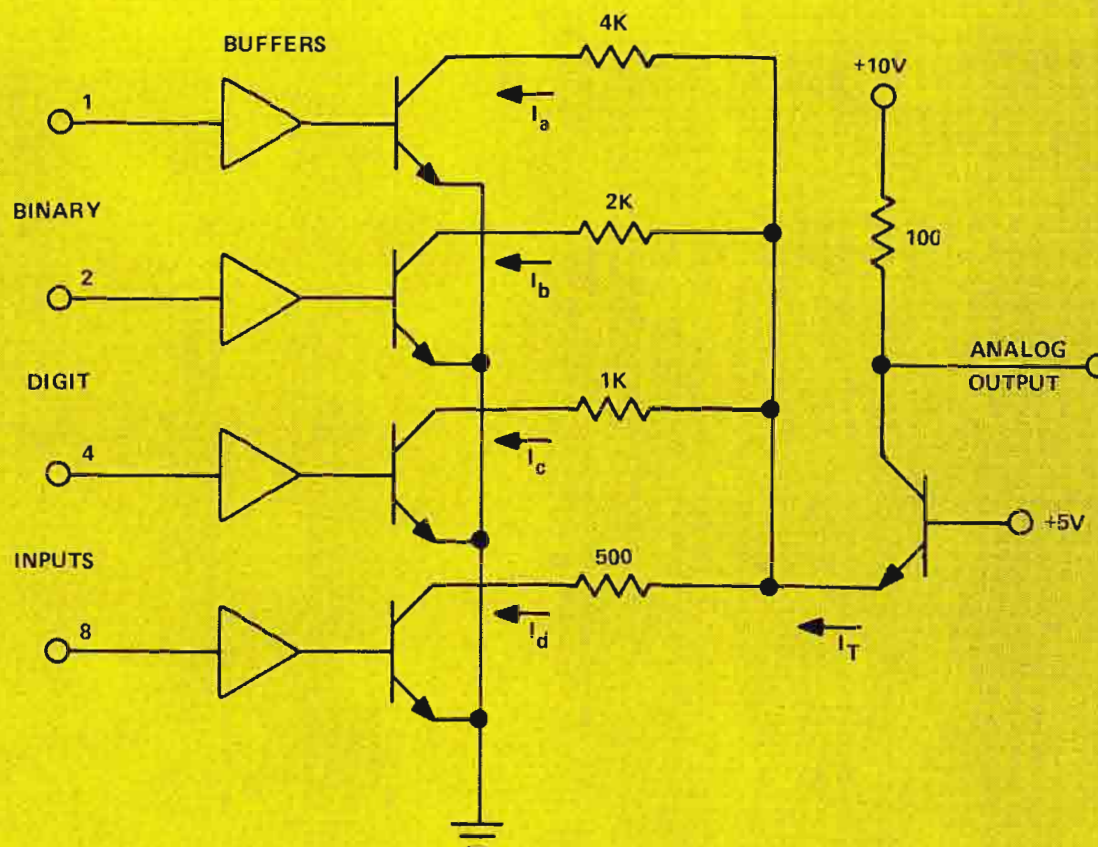 4K
BUFFERS
+10V
1
Ia
2K
BINARY
100
2
Ib
ANALOG
OUTPUT
DIGIT
1K
4
Ic
+5V
INPUTS
500
8
Id
IT